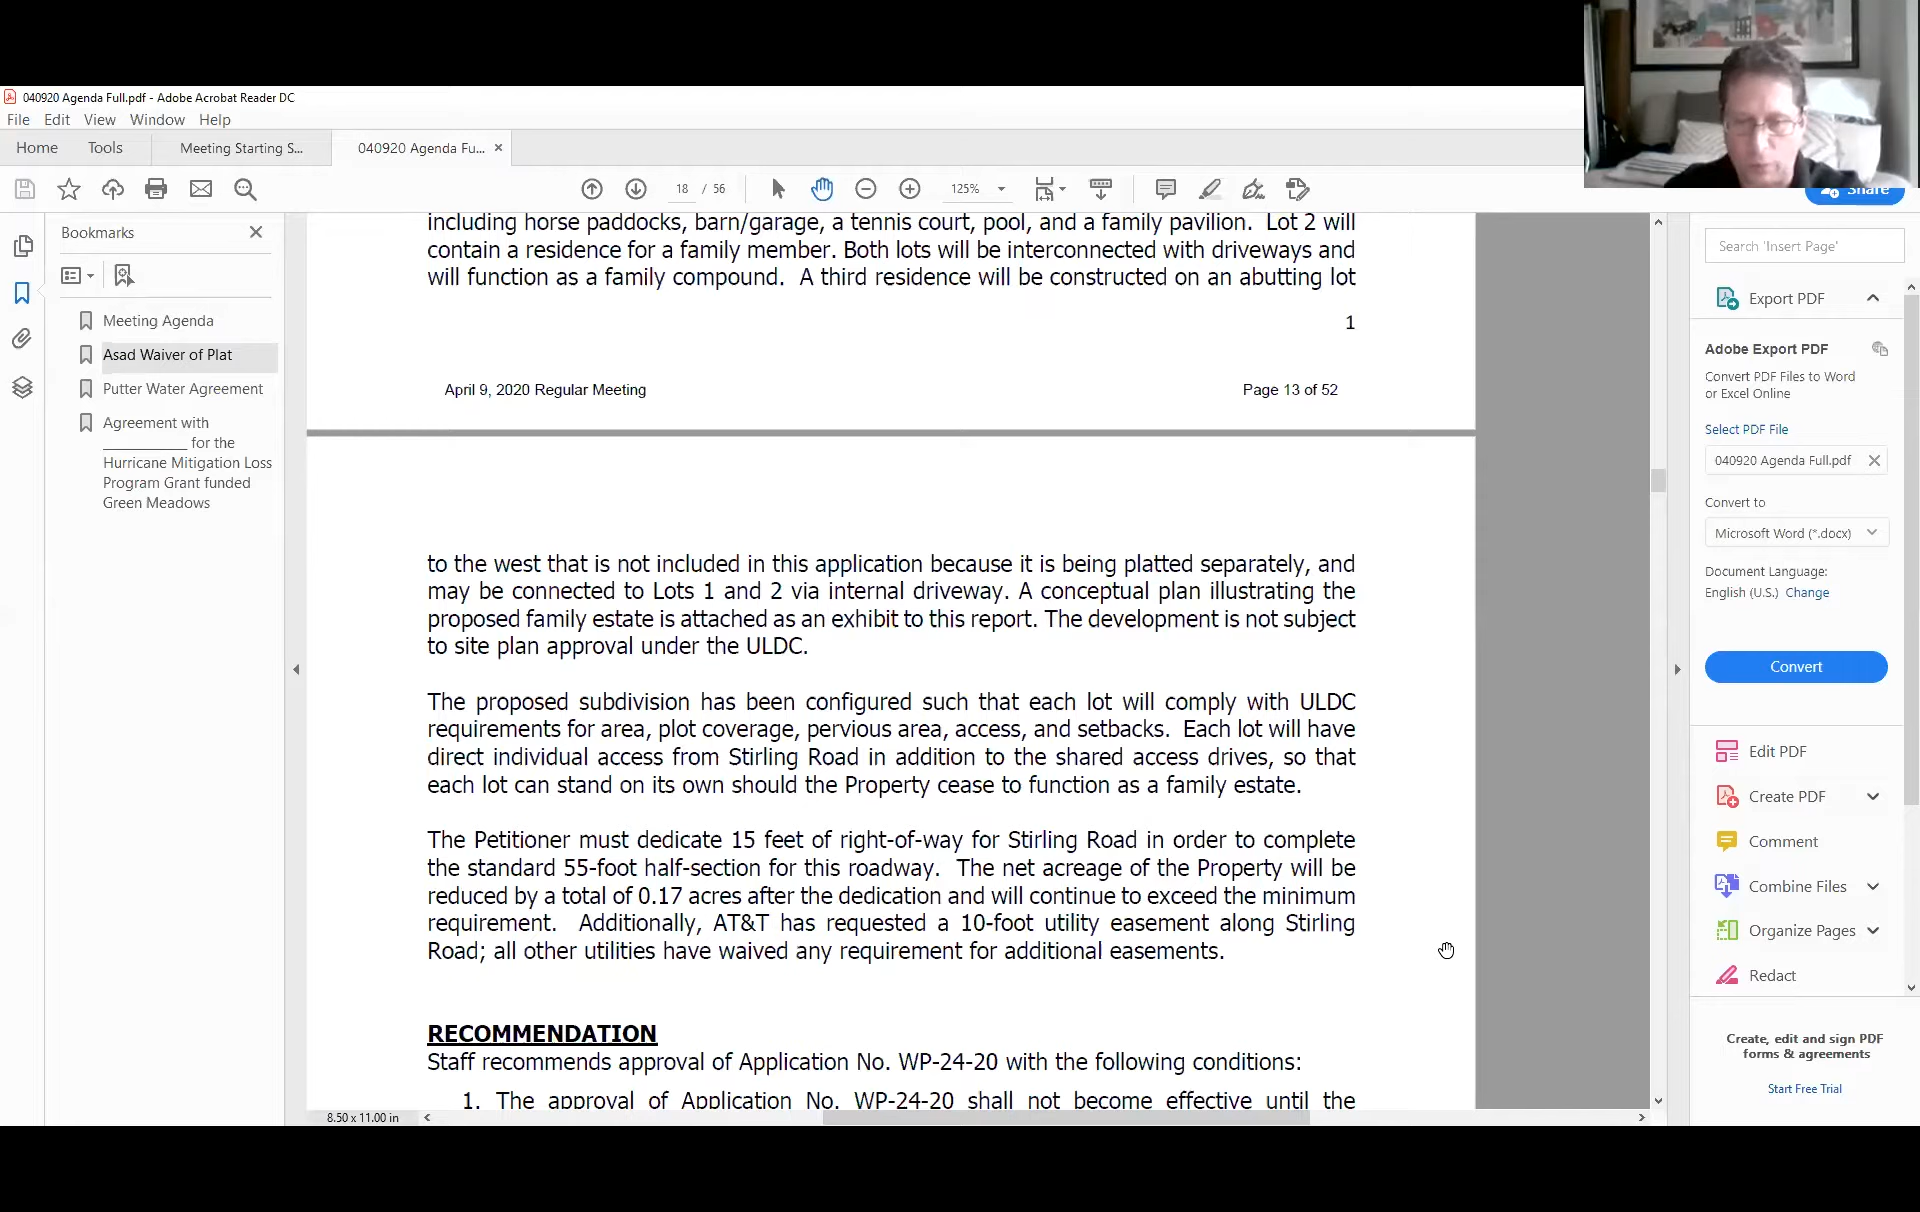 040920 Agenda Full.pdf - Adobe Acrobat Reader DC
File Edit View Window Help
Home Tools Meeting Starting S... 040920 Agenda Fu... ×
18 / 56 125% Share
Bookmarks
Meeting Agenda
Asad Waiver of Plat
Putter Water Agreement
Agreement with
____________ for the
Hurricane Mitigation Loss
Program Grant funded
Green Meadows
including horse paddocks, barn/garage, a tennis court, pool, and a family pavilion. Lot 2 will
contain a residence for a family member. Both lots will be interconnected with driveways and
will function as a family compound. A third residence will be constructed on an abutting lot
1
April 9, 2020 Regular Meeting Page 13 of 52
to the west that is not included in this application because it is being platted separately, and
may be connected to Lots 1 and 2 via internal driveway. A conceptual plan illustrating the
proposed family estate is attached as an exhibit to this report. The development is not subject
to site plan approval under the ULDC.
The proposed subdivision has been configured such that each lot will comply with ULDC
requirements for area, plot coverage, pervious area, access, and setbacks. Each lot will have
direct individual access from Stirling Road in addition to the shared access drives, so that
each lot can stand on its own should the Property cease to function as a family estate.
The Petitioner must dedicate 15 feet of right-of-way for Stirling Road in order to complete
the standard 55-foot half-section for this roadway. The net acreage of the Property will be
reduced by a total of 0.17 acres after the dedication and will continue to exceed the minimum
requirement. Additionally, AT&T has requested a 10-foot utility easement along Stirling
Road; all other utilities have waived any requirement for additional easements.
RECOMMENDATION
Staff recommends approval of Application No. WP-24-20 with the following conditions:
1. The approval of Application No. WP-24-20 shall not become effective until the
8.50 x 11.00 in
Search 'Insert Page'
Export PDF
Adobe Export PDF
Convert PDF Files to Word
or Excel Online
Select PDF File
040920 Agenda Full.pdf
Convert to
Microsoft Word (*.docx)
Document Language:
English (U.S.) Change
Convert
Edit PDF
Create PDF
Comment
Combine Files
Organize Pages
Redact
Create, edit and sign PDF
forms & agreements
Start Free Trial